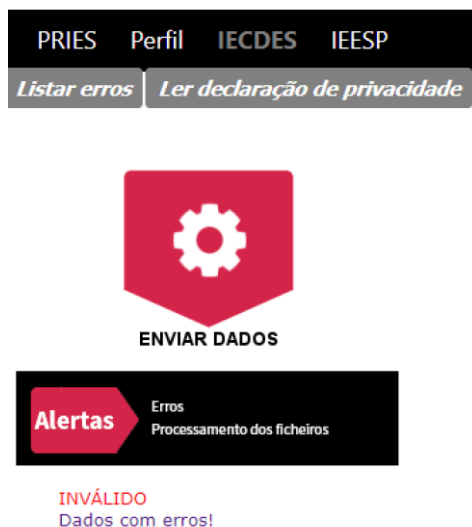 PRIES Perfil IECDES IEESP
Listar erros Ler declaração de privacidade
ENVIAR DADOS
Alertas
Erros
Processamento dos ficheiros
INVÁLIDO
Dados com erros!